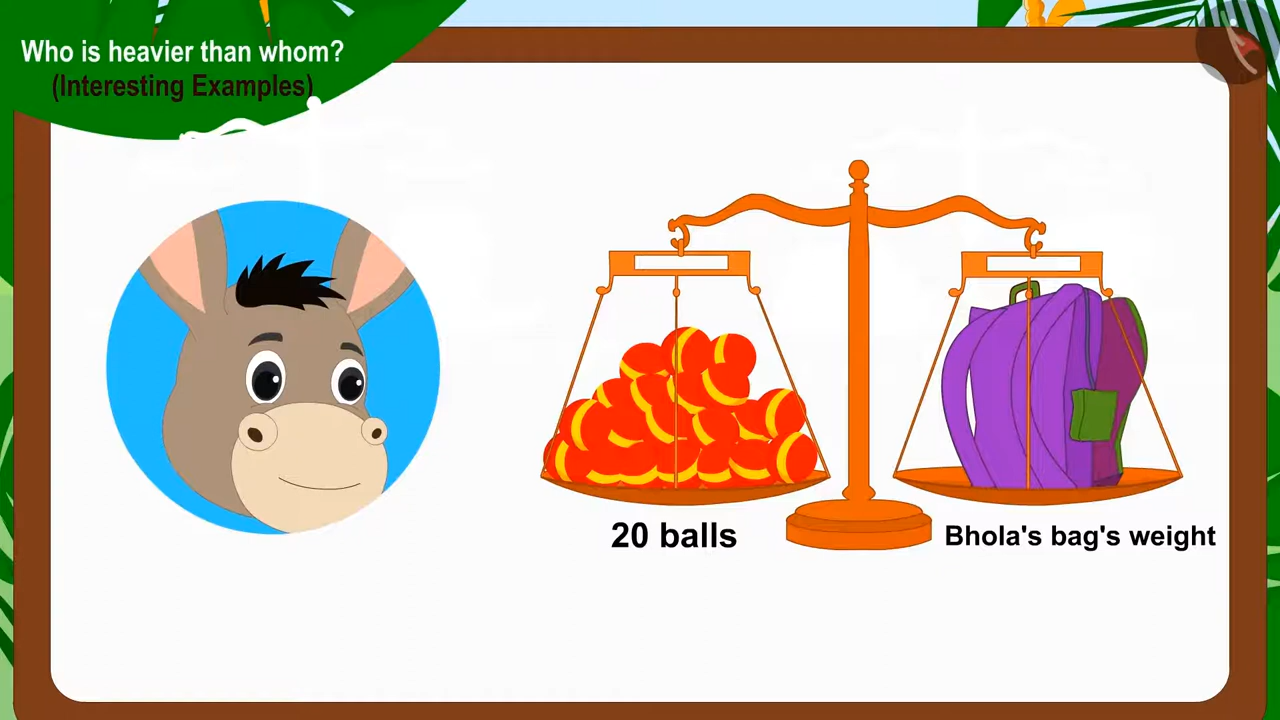 Who is heavier than whom?
(Interesting Examples)
20 balls
Bhola's bag's weight